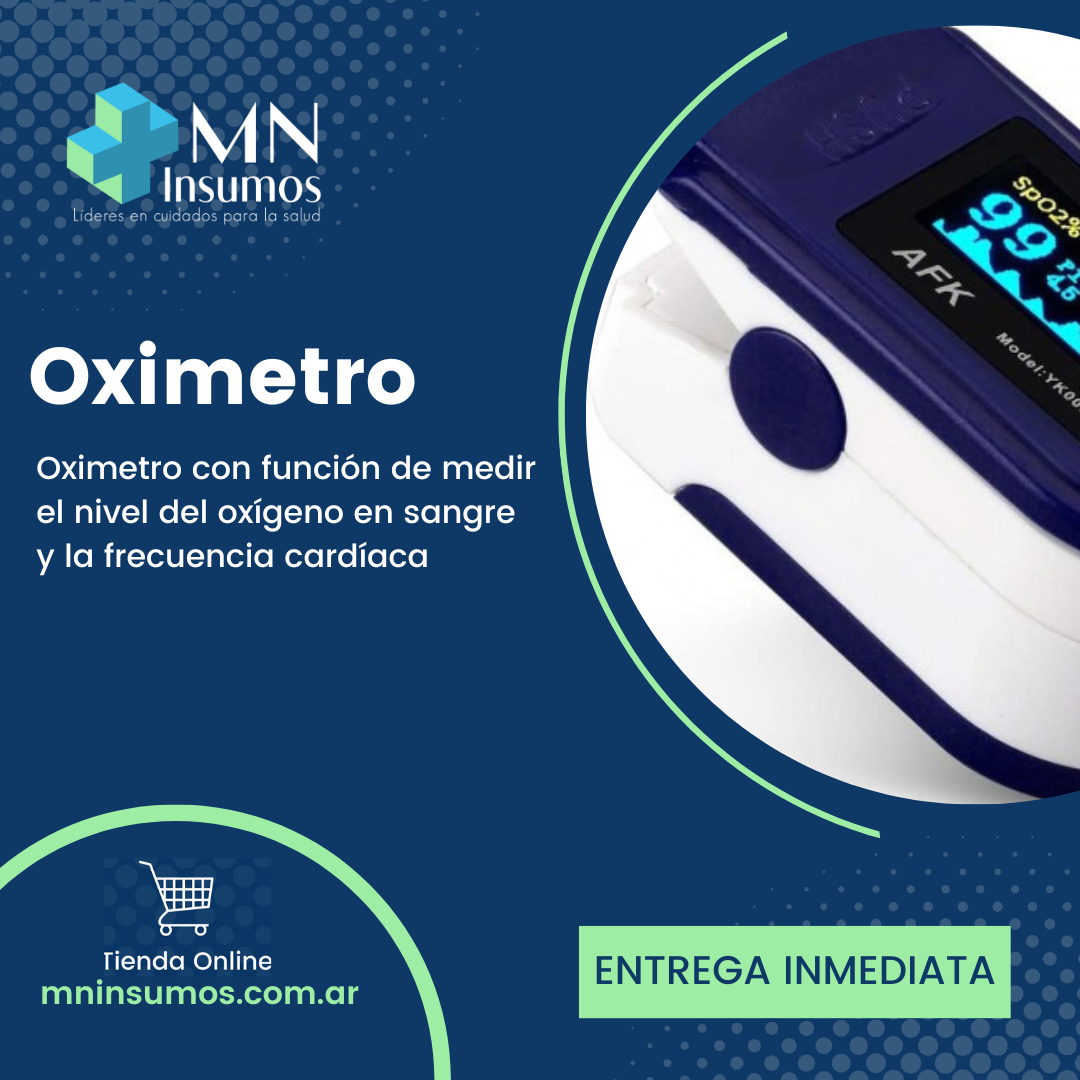 MN
Insumos
Líderes en cuidados para la salud
Oximetro
Oximetro con función de medir
el nivel del oxígeno en sangre
y la frecuencia cardíaca
SpO2%
99
AFK
Tienda Online
mninsumos.com.ar
ENTREGA INMEDIATA